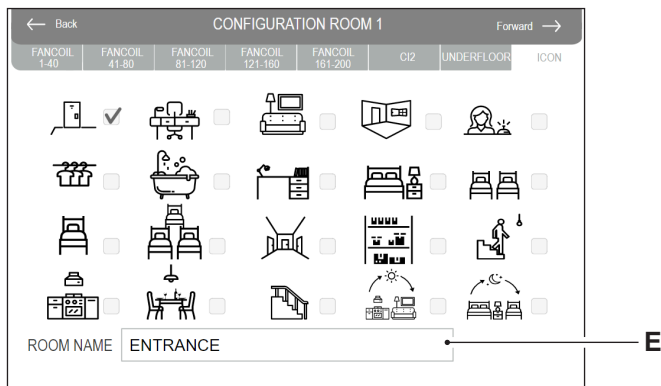 ← Back CONFIGURATION ROOM 1 Forward →
FANCOIL 1-40 FANCOIL 41-80 FANCOIL 81-120 FANCOIL 121-160 FANCOIL 161-200 CI2 UNDERFLOOR ICON
ROOM NAME ENTRANCE E